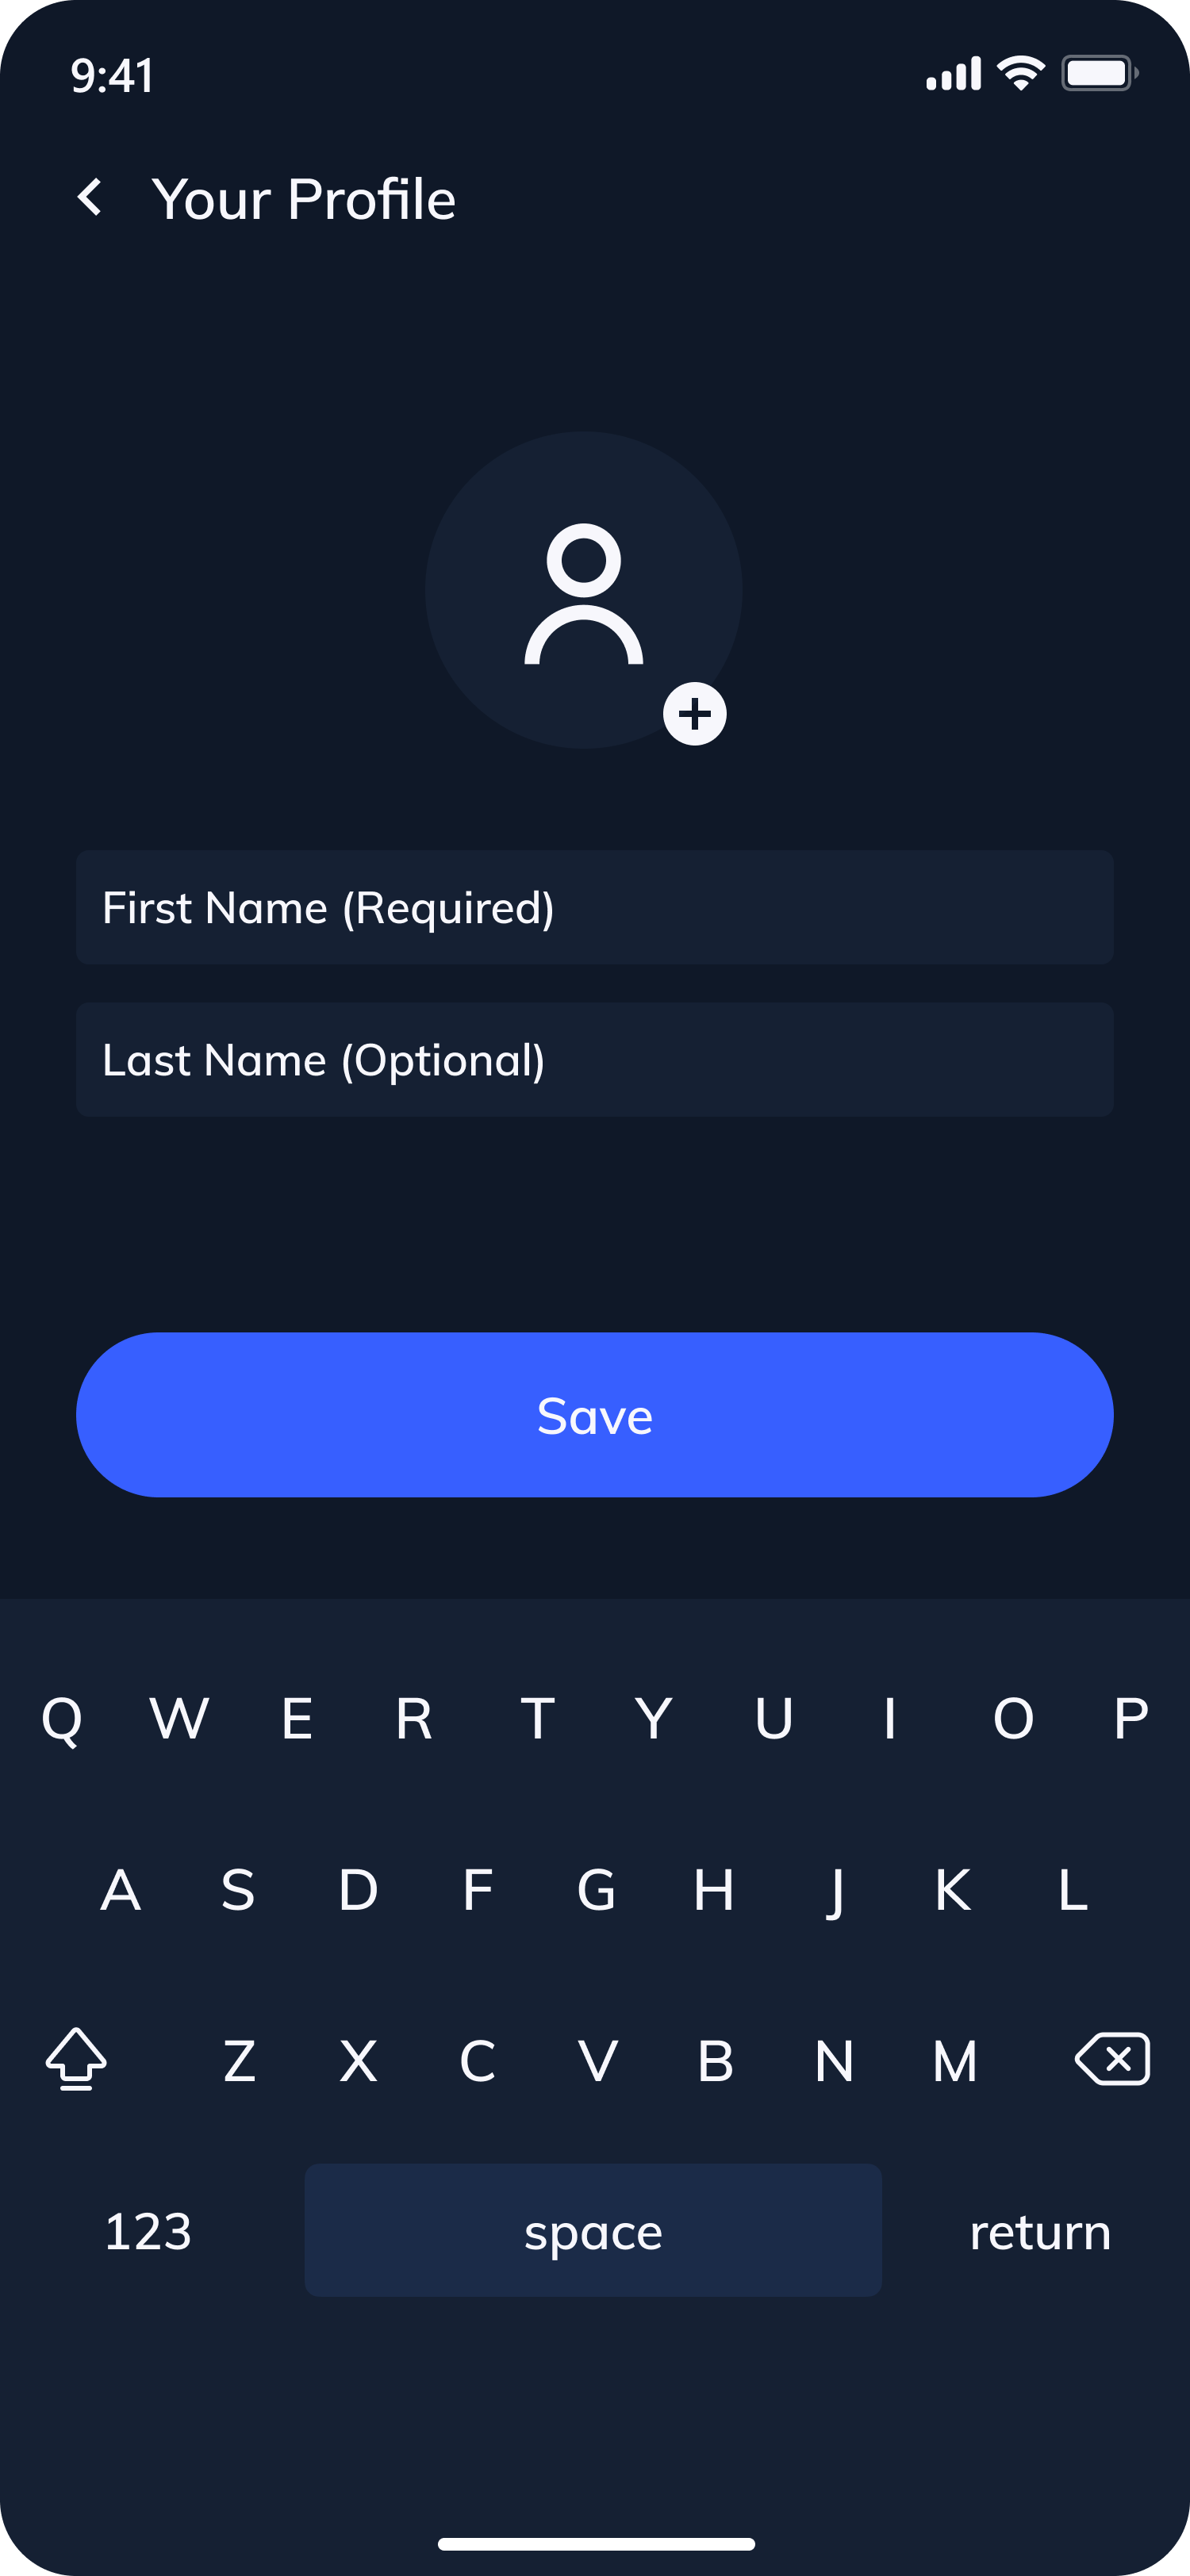 9:41
Your Profile
First Name (Required)
Last Name (Optional)
Save
Q W E R T Y U I O P
A S D F G H J K L
Z X C V B N M
123 space return